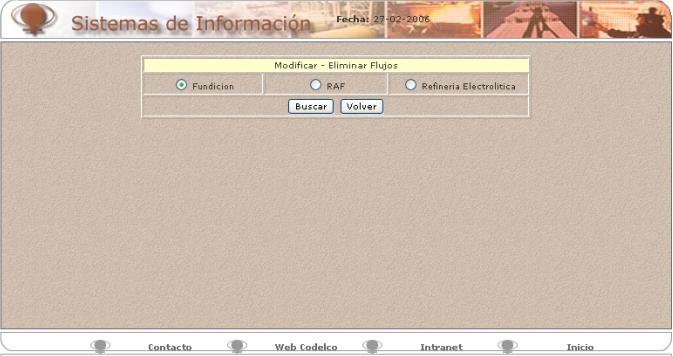 Sistemas de Información Fecha: 27-02-2006
Modificar - Eliminar Flujos
Fundicion RAF Refineria Electrolitica
Buscar Volver
Contacto Web Codelco Intranet Inicio